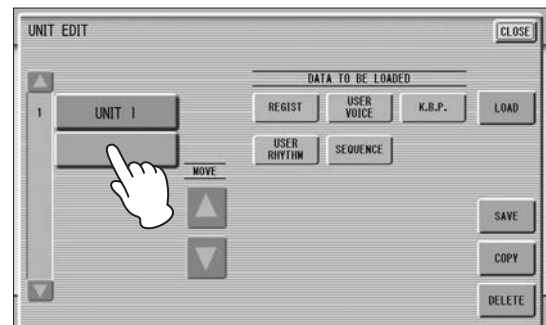 UNIT EDIT
CLOSE
DATA TO BE LOADED
1
UNIT 1
REGIST
USER
VOICE
K.B.P.
LOAD
USER
RHYTHM
SEQUENCE
MOVE
SAVE
COPY
DELETE